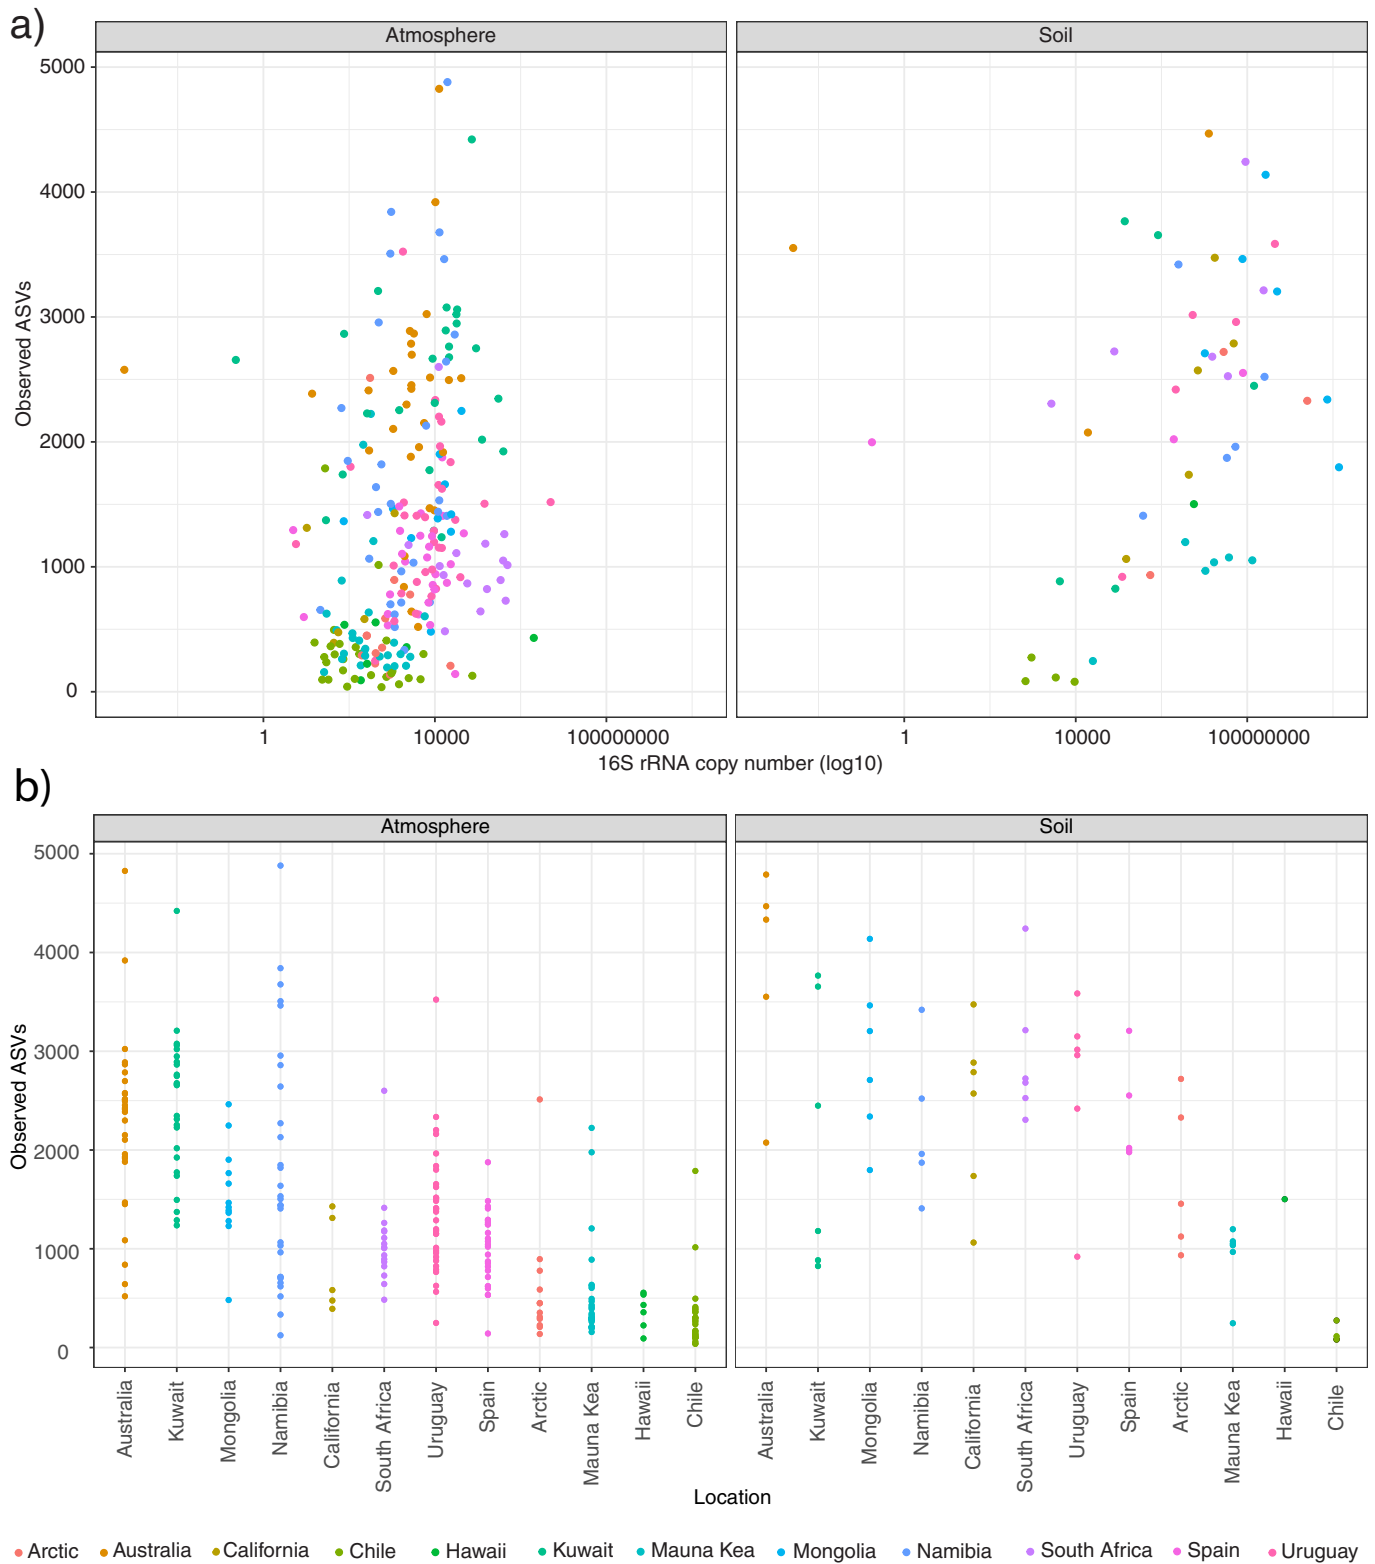 a)
Atmosphere
Soil
5000
4000
3000
2000
1000
0
Observed ASVs
1
10000
100000000
1
10000
100000000
16S rRNA copy number (log10)
b)
Atmosphere
Soil
5000
4000
3000
2000
1000
0
Observed ASVs
Australia
Kuwait
Mongolia
Namibia
California
South Africa
Uruguay
Spain
Arctic
Mauna Kea
Hawaii
Chile
Australia
Kuwait
Mongolia
Namibia
California
South Africa
Uruguay
Spain
Arctic
Mauna Kea
Hawaii
Chile
Location
Arctic Australia California Chile Hawaii Kuwait Mauna Kea Mongolia Namibia South Africa Spain Uruguay